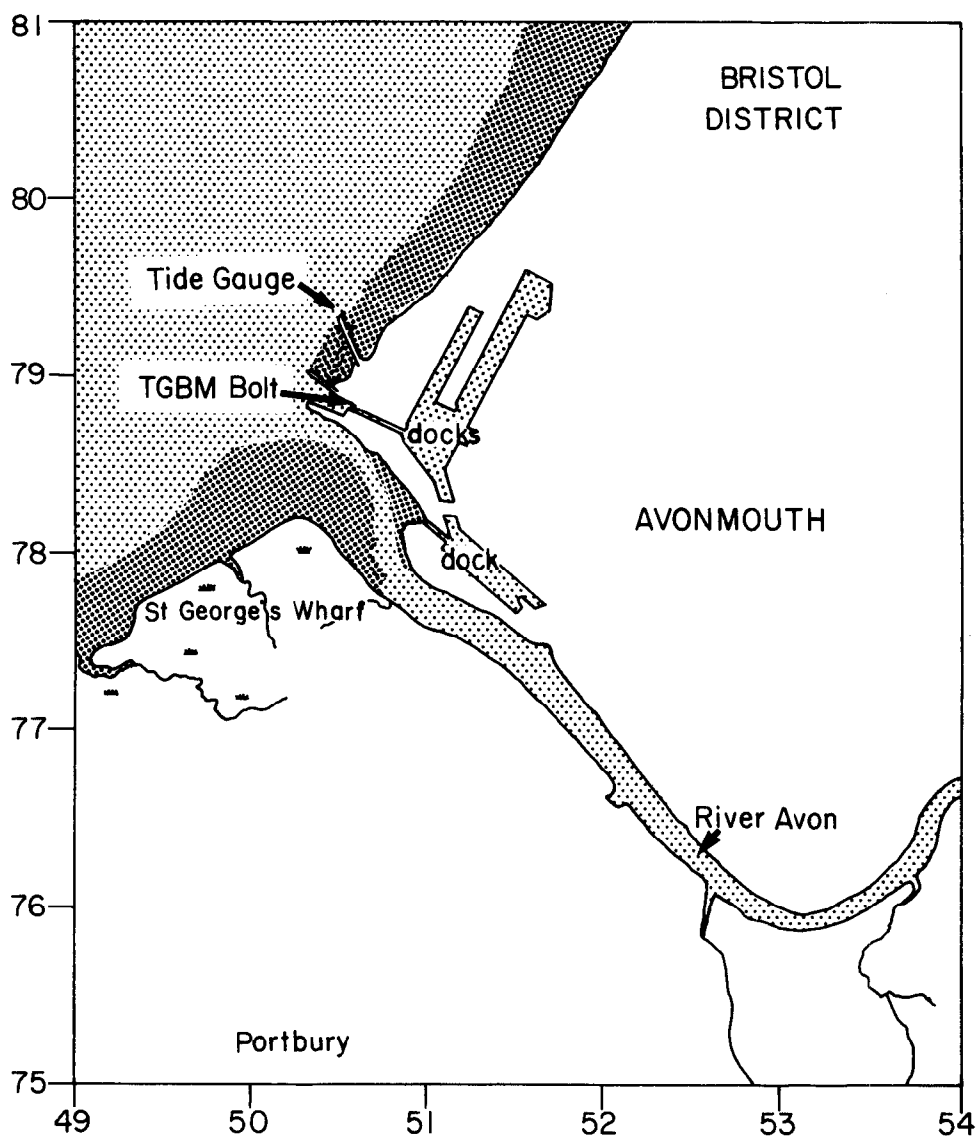 81
BRISTOL
DISTRICT
80
Tide Gauge
79
TGBM Bolt
docks
AVONMOUTH
78
dock
St George's Wharf
77
River Avon
76
Portbury
75
49 50 51 52 53 54